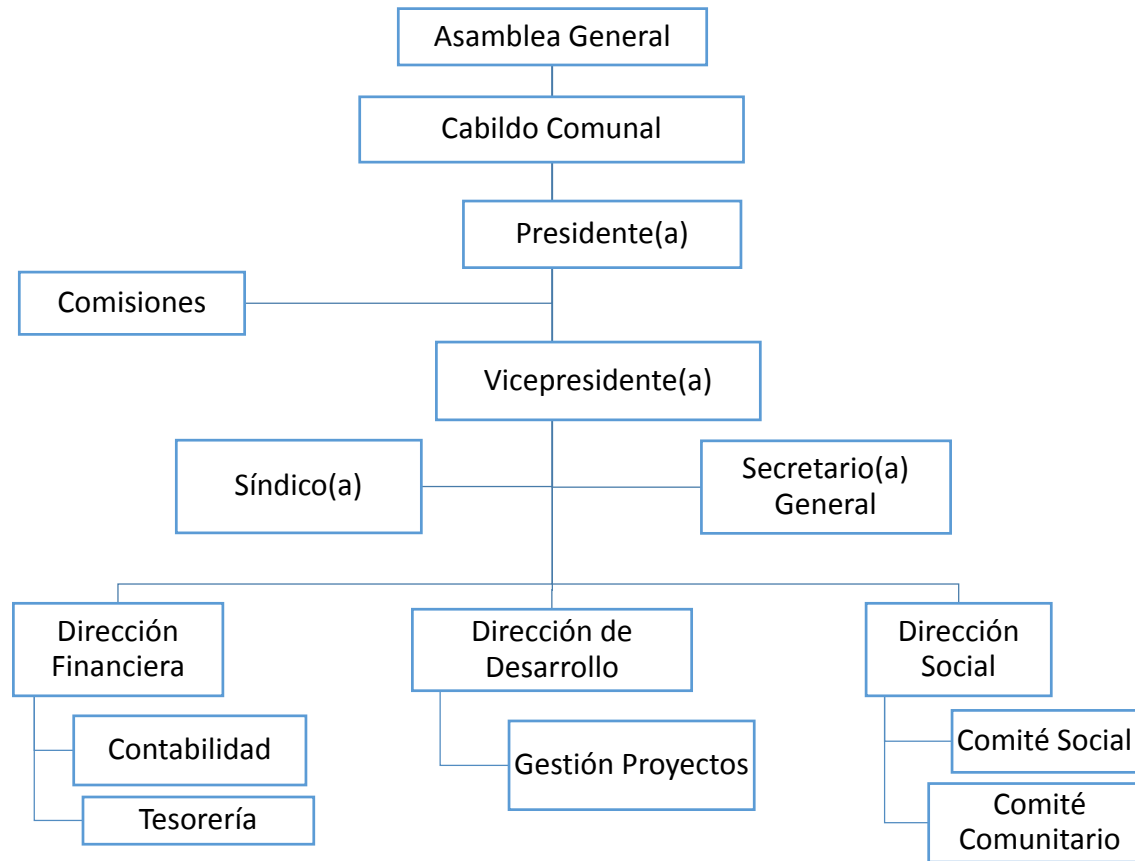 Asamblea General
Cabildo Comunal
Presidente(a)
Comisiones
Vicepresidente(a)
Síndico(a)
Secretario(a)
General
Dirección
Financiera
Dirección de
Desarrollo
Dirección
Social
Contabilidad
Tesorería
Gestión Proyectos
Comité Social
Comité
Comunitario